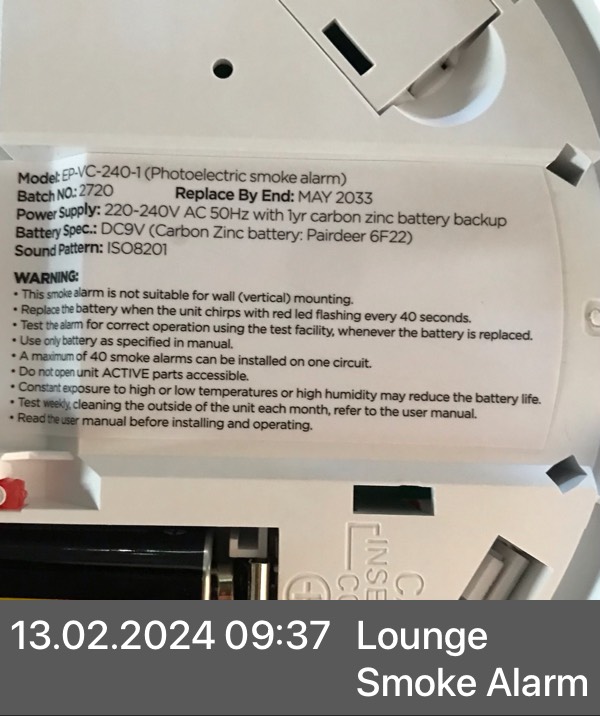 Model: EP-VC-240-1 (Photoelectric smoke alarm)
Batch NO.: 2720 Replace By End: MAY 2033
Power Supply: 220-240V AC 50Hz with 1yr carbon zinc battery backup
Battery Spec.: DC9V (Carbon Zinc battery: Pairdeer 6F22)
Sound Pattern: ISO8201
WARNING:
• This smoke alarm is not suitable for wall (vertical) mounting.
• Replace the battery when the unit chirps with red led flashing every 40 seconds.
• Test the alarm for correct operation using the test facility, whenever the battery is replaced.
• Use only battery as specified in manual.
• A maximum of 40 smoke alarms can be installed on one circuit.
• Do not open unit ACTIVE parts accessible.
• Constant exposure to high or low temperatures or high humidity may reduce the battery life.
• Test weekly, cleaning the outside of the unit each month, refer to the user manual.
• Read the user manual before installing and operating.
13.02.2024 09:37 Lounge
Smoke Alarm